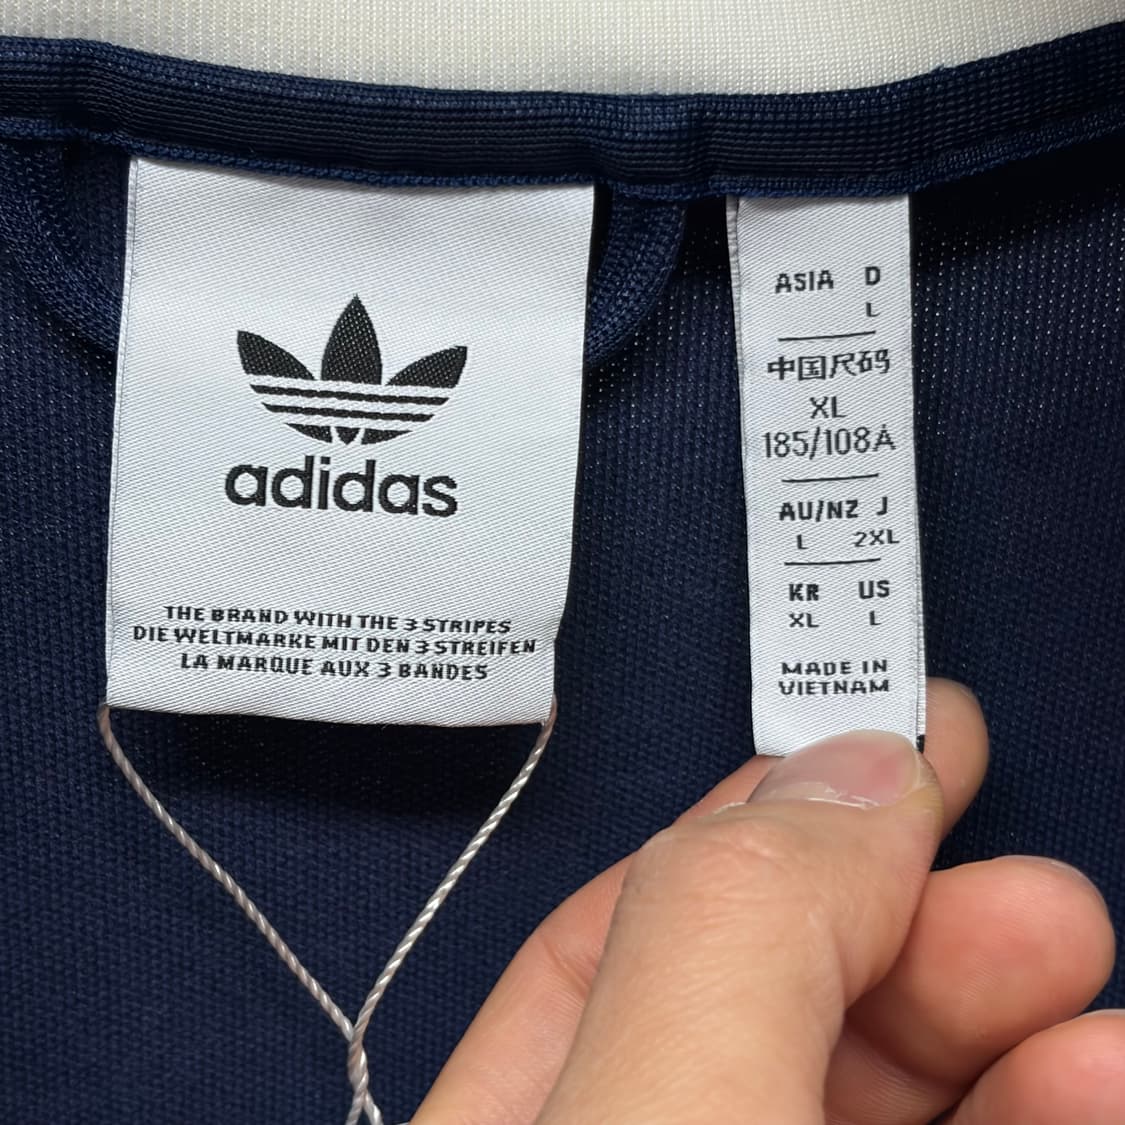 adidas
THE BRAND WITH THE 3 STRIPES
DIE WELTMARKE MIT DEN 3 STREIFEN
LA MARQUE AUX 3 BANDES
ASIA D
L
中国尺码
XL
185/108A
AU/NZ J
L 2XL
KR US
XL L
MADE IN
VIETNAM